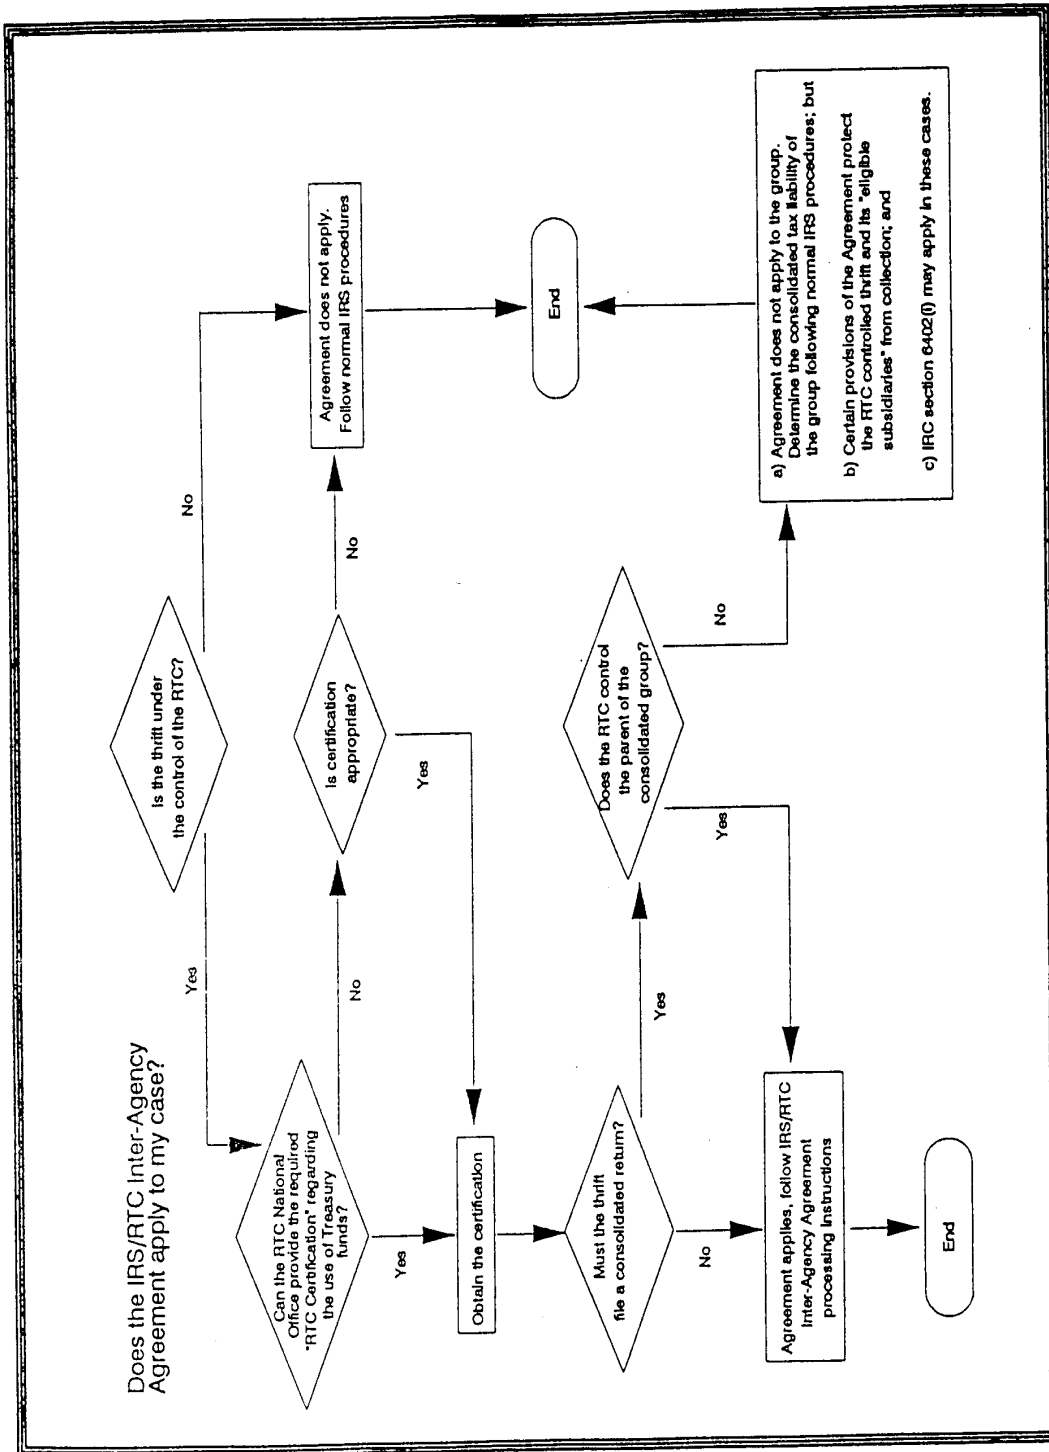 Does the IRS/RTC Inter-Agency
Agreement apply to my case?
Is the thrift under
the control of the RTC?
Yes
No
Can the RTC National
Office provide the required
"RTC Certification" regarding
the use of Treasury
funds?
No
Yes
Is certification
appropriate?
No
Yes
Agreement does not apply.
Follow normal IRS procedures
End
Obtain the certification
Must the thrift
file a consolidated return?
Yes
No
Does the RTC control
the parent of the
consolidated group?
Yes
No
Agreement applies, follow IRS/RTC
Inter-Agency Agreement
processing instructions
End
a) Agreement does not apply to the group.
Determine the consolidated tax liability of
the group following normal IRS procedures; but
b) Certain provisions of the Agreement protect
the RTC controlled thrift and its "eligible
subsidiaries" from collection; and
c) IRC section 6402(i) may apply in these cases.